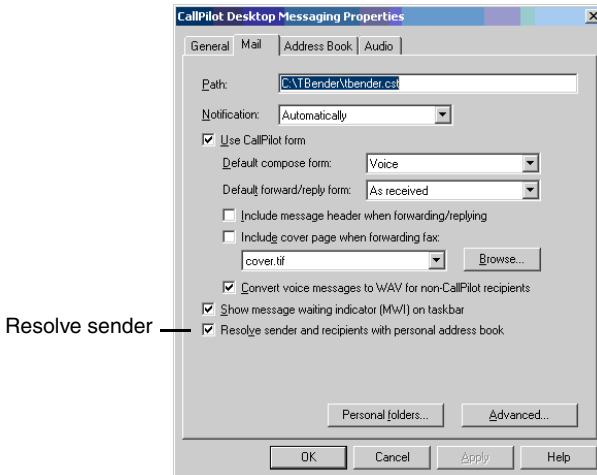 CallPilot Desktop Messaging Properties
General Mail Address Book Audio
Path: C:\TBender\tbender.cst
Notification: Automatically
Use CallPilot form
Default compose form: Voice
Default forward/reply form: As received
Include message header when forwarding/replying
Include cover page when forwarding fax:
cover.tif Browse...
Convert voice messages to WAV for non-CallPilot recipients
Show message waiting indicator (MWI) on taskbar
Resolve sender Resolve sender and recipients with personal address book
Personal folders... Advanced...
OK Cancel Apply Help